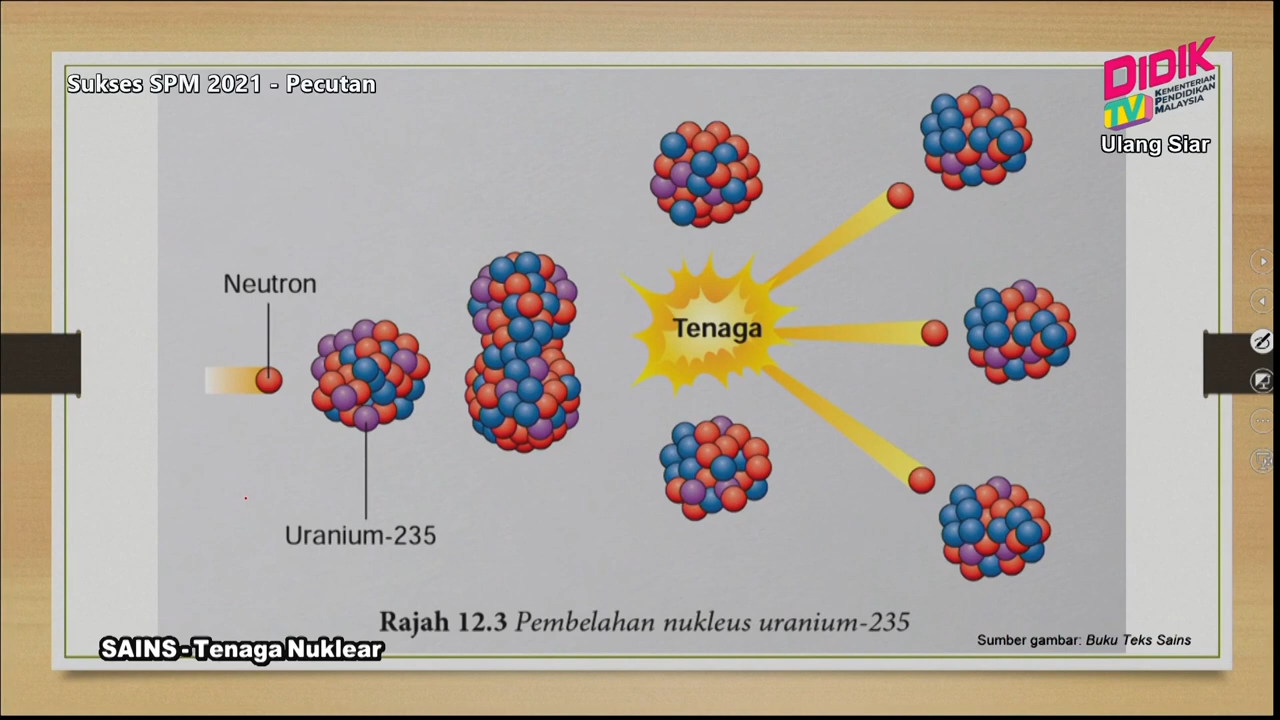 Sukses SPM 2021 - Pecutan
DIDIK
TV
KEMENTERIAN
PENDIDIKAN
MALAYSIA
Ulang Siar
Neutron
Tenaga
Uranium-235
Rajah 12.3 Pembelahan nukleus uranium-235
SAINS - Tenaga Nuklear
Sumber gambar: Buku Teks Sains